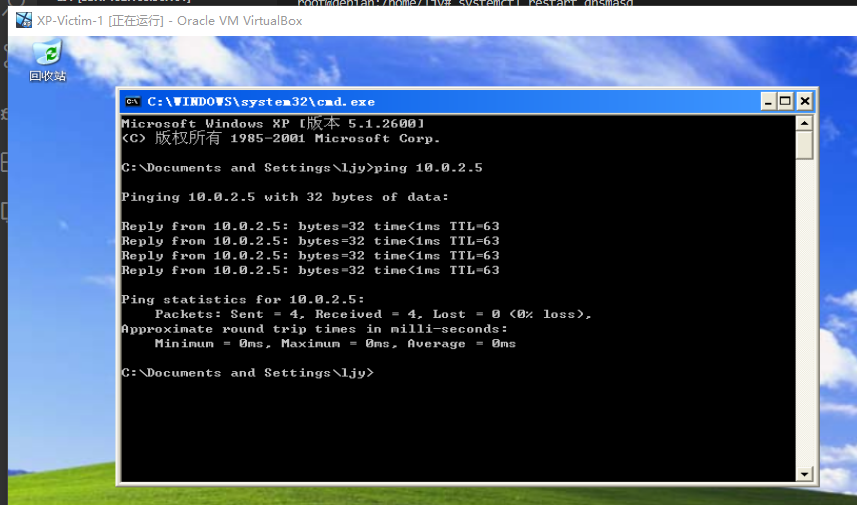 root@debian:/home/ljy# systemctl restart dnsmasq
XP-Victim-1 [正在运行] - Oracle VM VirtualBox
回收站
C:\WINDOWS\system32\cmd.exe
Microsoft Windows XP [版本 5.1.2600]
(C) 版权所有 1985-2001 Microsoft Corp.
C:\Documents and Settings\ljy>ping 10.0.2.5
Pinging 10.0.2.5 with 32 bytes of data:
Reply from 10.0.2.5: bytes=32 time<1ms TTL=63
Reply from 10.0.2.5: bytes=32 time<1ms TTL=63
Reply from 10.0.2.5: bytes=32 time<1ms TTL=63
Reply from 10.0.2.5: bytes=32 time<1ms TTL=63
Ping statistics for 10.0.2.5:
Packets: Sent = 4, Received = 4, Lost = 0 (0% loss),
Approximate round trip times in milli-seconds:
Minimum = 0ms, Maximum = 0ms, Average = 0ms
C:\Documents and Settings\ljy>